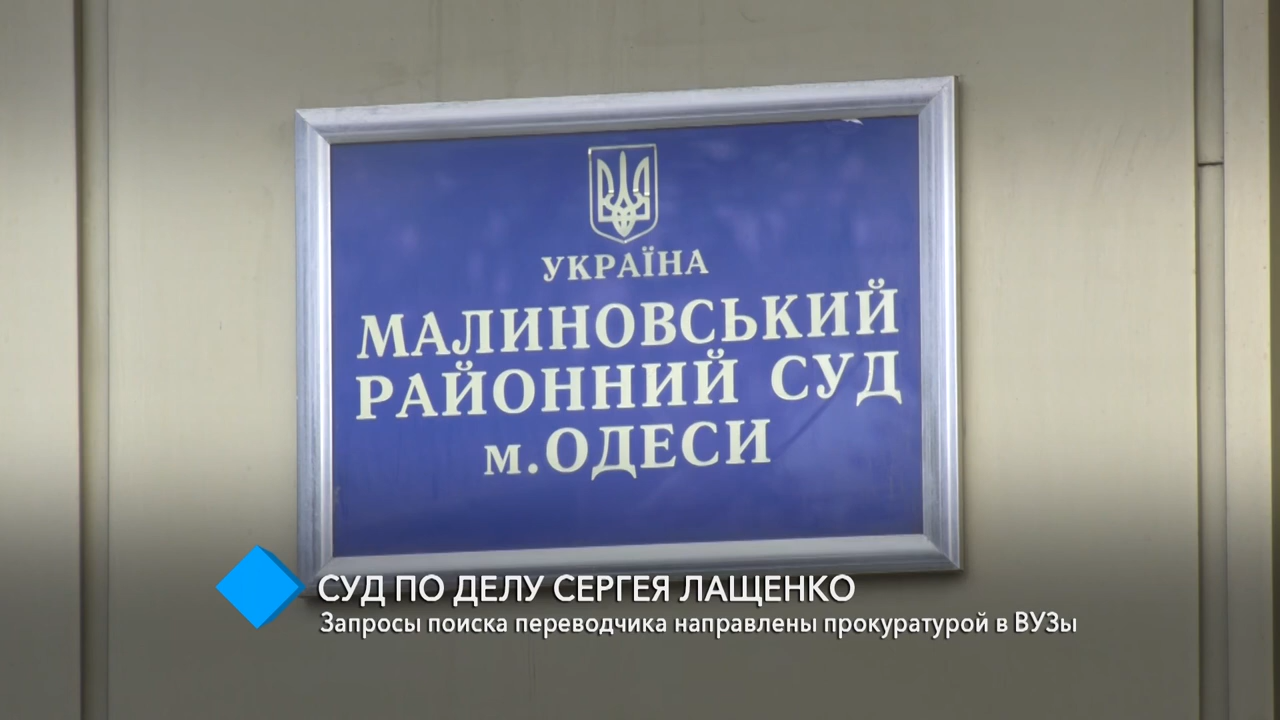 УКРАЇНА
МАЛИНОВСЬКИЙ
РАЙОННИЙ СУД
м.ОДЕСИ
СУД ПО ДЕЛУ СЕРГЕЯ ЛАЩЕНКО
Запросы поиска переводчика направлены прокуратурой в ВУЗы